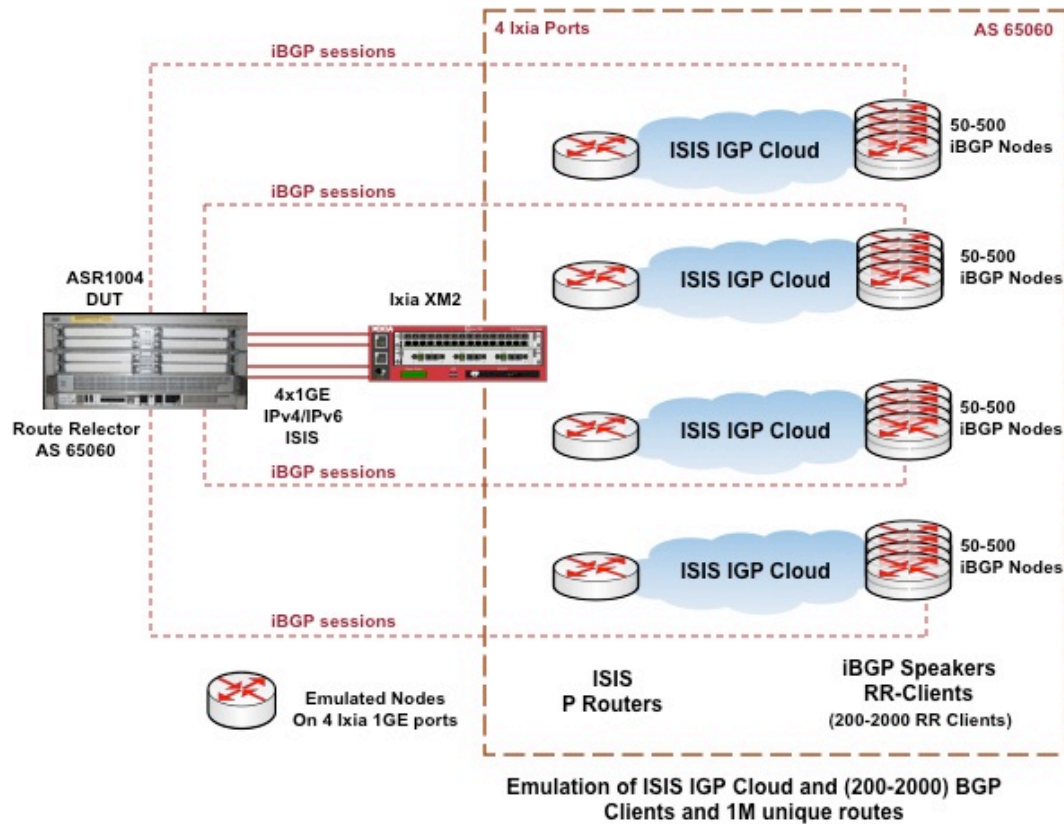 4 Ixia Ports
AS 65060
iBGP sessions
ISIS IGP Cloud
50-500
iBGP Nodes
iBGP sessions
ISIS IGP Cloud
50-500
iBGP Nodes
ASR1004
DUT
Ixia XM2
IXIA
4x1GE
IPv4/IPv6
ISIS
Route Relector
AS 65060
ISIS IGP Cloud
50-500
iBGP Nodes
iBGP sessions
ISIS IGP Cloud
50-500
iBGP Nodes
iBGP sessions
Emulated Nodes
On 4 Ixia 1GE ports
ISIS
P Routers
iBGP Speakers
RR-Clients
(200-2000 RR Clients)
Emulation of ISIS IGP Cloud and (200-2000) BGP
Clients and 1M unique routes